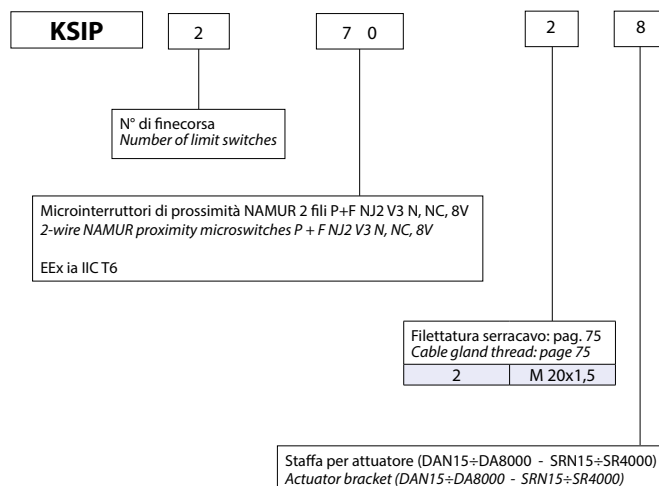 KSIP 2 7 0 2 8
N° di finecorsa
Number of limit switches
Microinterruttori di prossimità NAMUR 2 fili P+F NJ2 V3 N, NC, 8V
2-wire NAMUR proximity microswitches P + F NJ2 V3 N, NC, 8V
EEx ia IIC T6
Filettatura serracavo: pag. 75
Cable gland thread: page 75
2 M 20x1,5
Staffa per attuatore (DAN15÷DA8000 - SRN15÷SR4000)
Actuator bracket (DAN15÷DA8000 - SRN15÷SR4000)